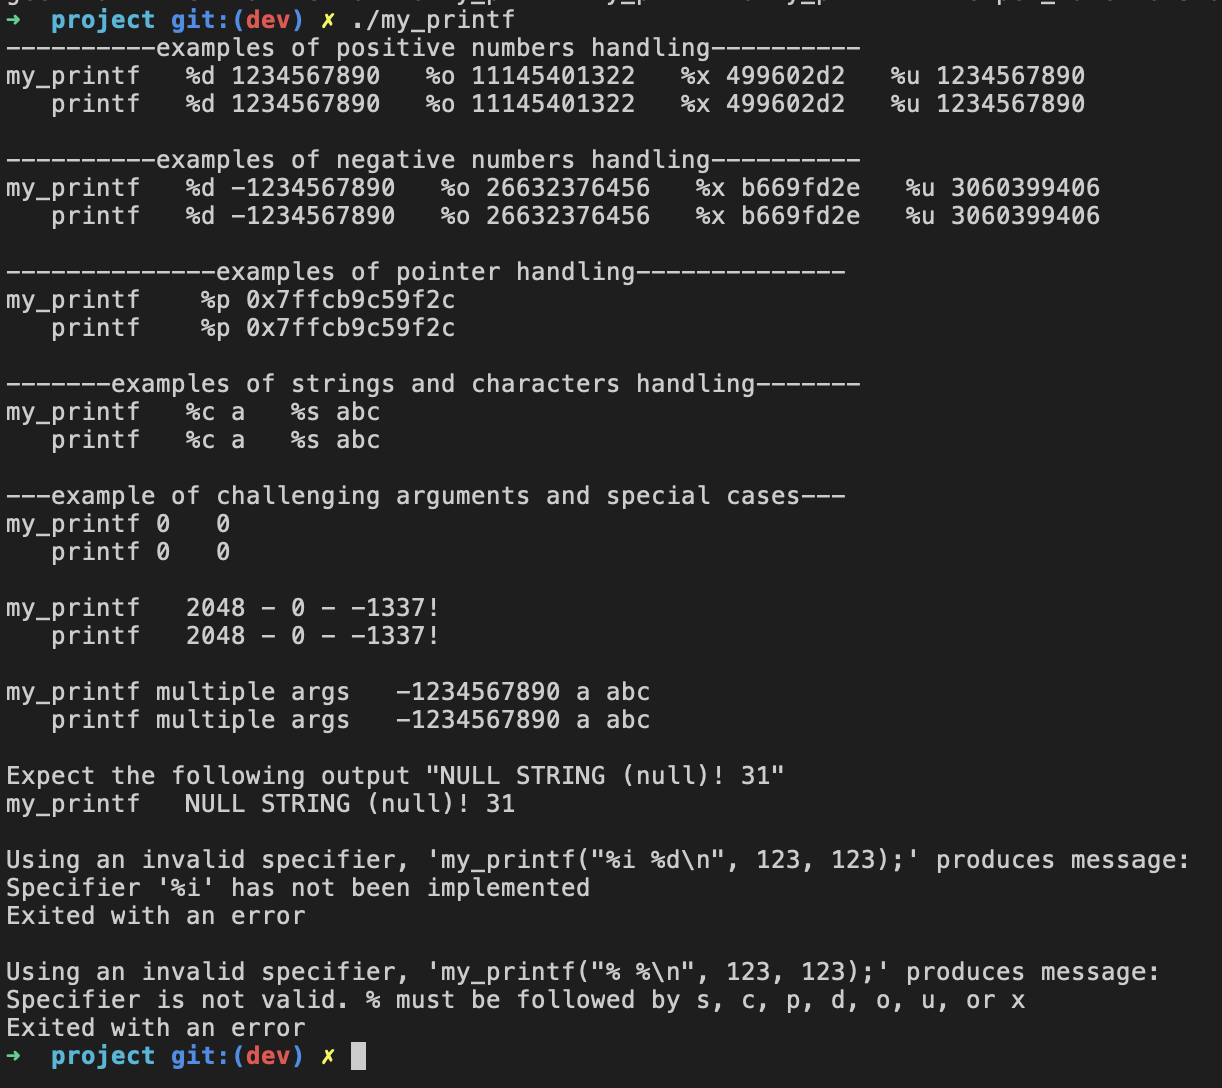 ➜  project git:(dev) ✗ ./my_printf
----------examples of positive numbers handling----------
my_printf   %d 1234567890   %o 11145401322   %x 499602d2   %u 1234567890
   printf   %d 1234567890   %o 11145401322   %x 499602d2   %u 1234567890
----------examples of negative numbers handling----------
my_printf   %d -1234567890   %o 26632376456   %x b669fd2e   %u 3060399406
   printf   %d -1234567890   %o 26632376456   %x b669fd2e   %u 3060399406
--------------examples of pointer handling--------------
my_printf    %p 0x7ffcb9c59f2c
   printf    %p 0x7ffcb9c59f2c
-------examples of strings and characters handling-------
my_printf   %c a   %s abc
   printf   %c a   %s abc
---example of challenging arguments and special cases---
my_printf 0   0
   printf 0   0
my_printf   2048 - 0 - -1337!
   printf   2048 - 0 - -1337!
my_printf multiple args   -1234567890 a abc
   printf multiple args   -1234567890 a abc
Expect the following output "NULL STRING (null)! 31"
my_printf   NULL STRING (null)! 31
Using an invalid specifier, 'my_printf("%i %d\n", 123, 123);' produces message:
Specifier '%i' has not been implemented
Exited with an error
Using an invalid specifier, 'my_printf("% %\n", 123, 123);' produces message:
Specifier is not valid. % must be followed by s, c, p, d, o, u, or x
Exited with an error
➜  project git:(dev) ✗